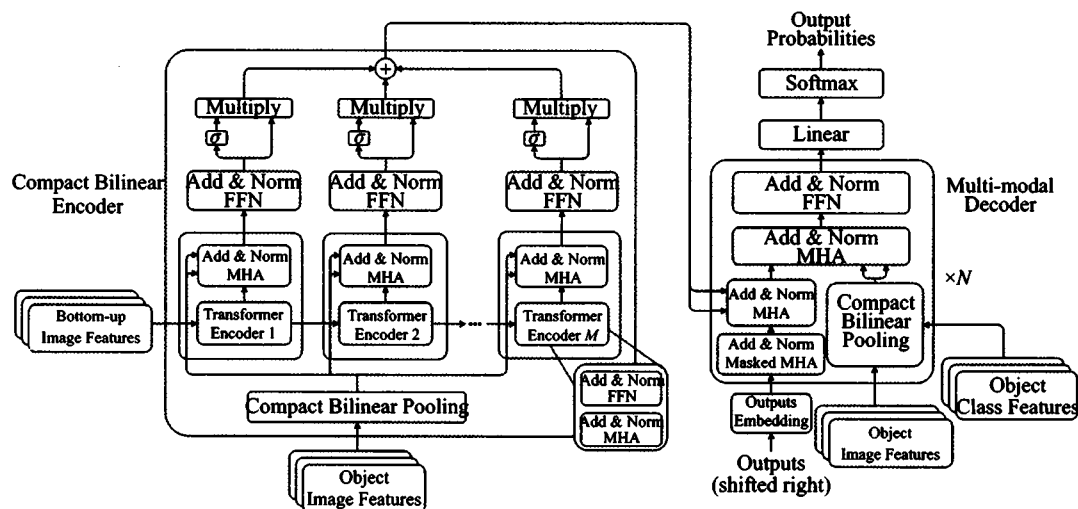 Output
Probabilities
Softmax
Linear
Multiply
Multiply
Multiply
σ
σ
σ
Compact Bilinear
Encoder
Add & Norm
FFN
Add & Norm
FFN
Add & Norm
FFN
Add & Norm
MHA
Add & Norm
MHA
Add & Norm
MHA
Bottom-up
Image Features
Transformer
Encoder 1
Transformer
Encoder 2
...
Transformer
Encoder M
Add & Norm
FFN
Add & Norm
MHA
Compact Bilinear Pooling
Object
Image Features
Multi-modal
Decoder
Add & Norm
FFN
Add & Norm
MHA
×N
Add & Norm
MHA
Compact
Bilinear
Pooling
Add & Norm
Masked MHA
Outputs
Embedding
Object
Image Features
Object
Class Features
Outputs
(shifted right)